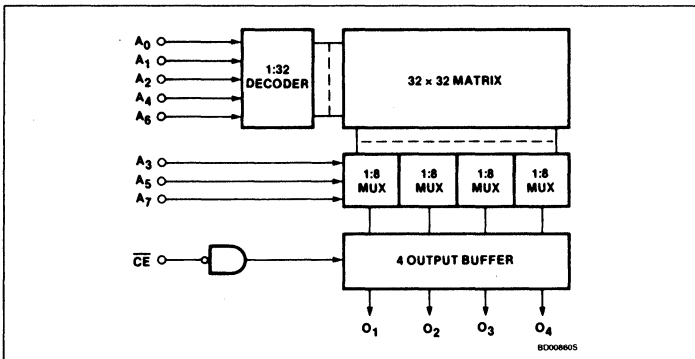 A0
A1
A2
A4
A6
1:32
DECODER
32 × 32 MATRIX
A3
A5
A7
1:8
MUX
1:8
MUX
1:8
MUX
1:8
MUX
CE
4 OUTPUT BUFFER
O1
O2
O3
O4
BD00860S